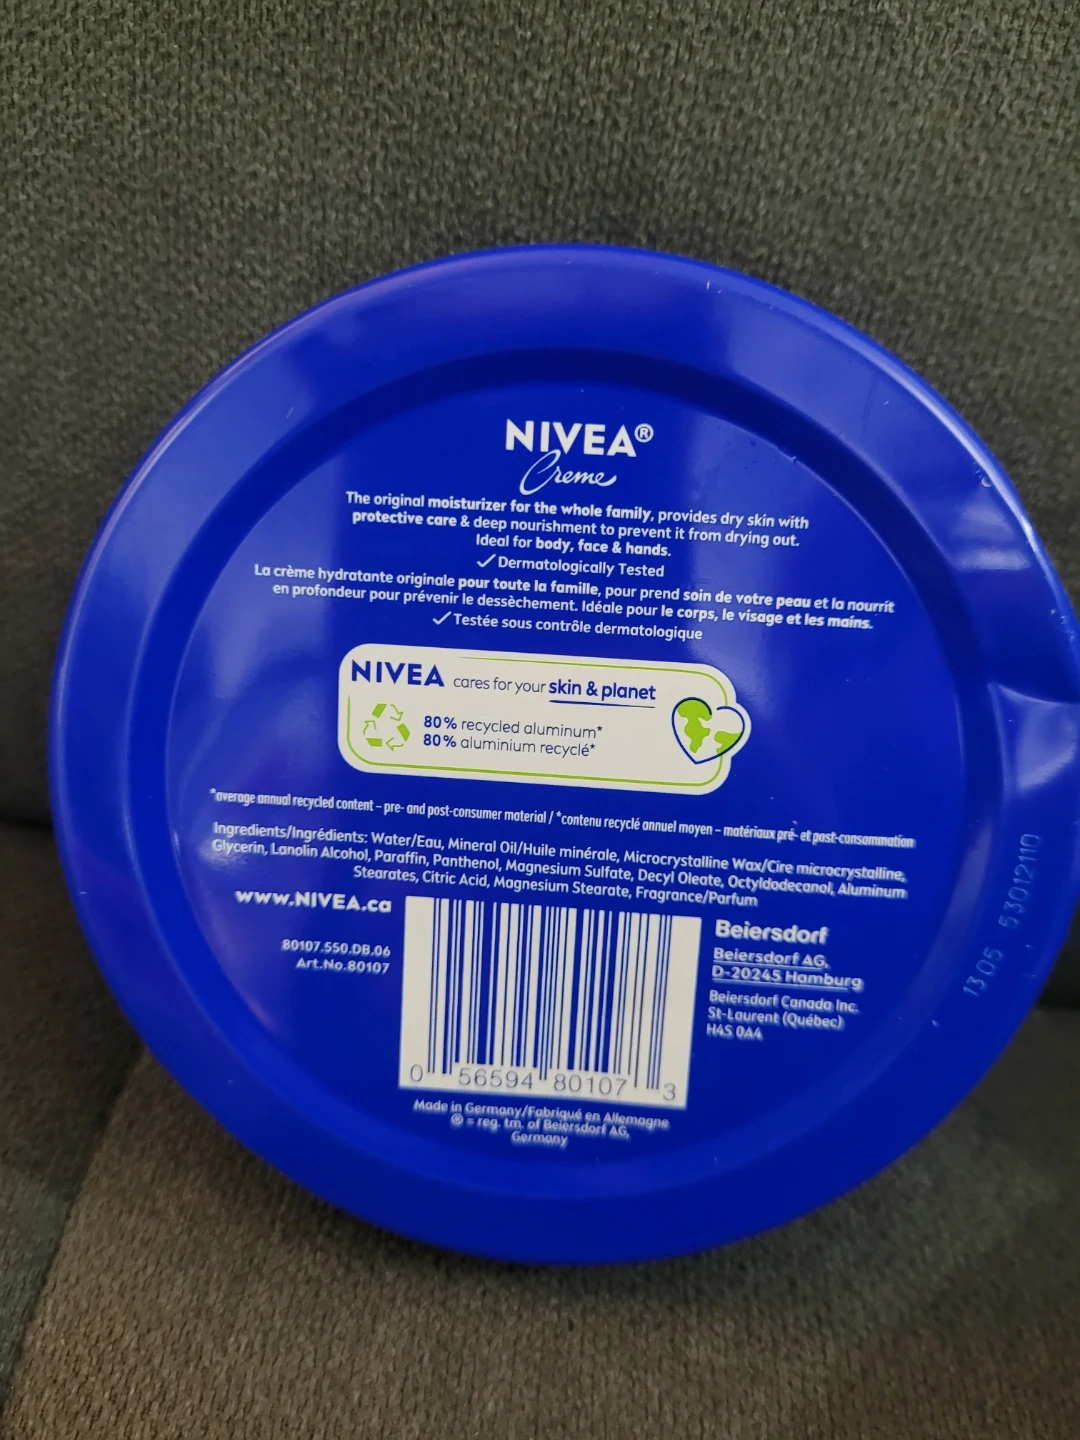 NIVEA®
Creme
The original moisturizer for the whole family, provides dry skin with
protective care & deep nourishment to prevent it from drying out.
Ideal for body, face & hands.
✓ Dermatologically Tested
La crème hydratante originale pour toute la famille, pour prend soin de votre peau et la nourrit
en profondeur pour prévenir le dessèchement. Idéale pour le corps, le visage et les mains.
✓ Testée sous contrôle dermatologique
NIVEA cares for your skin & planet
80% recycled aluminum*
80% aluminium recyclé*
*average annual recycled content – pre- and post-consumer material / *contenu recyclé annuel moyen – matériaux pré- et post-consommation
Ingredients/Ingrédients: Water/Eau, Mineral Oil/Huile minérale, Microcrystalline Wax/Cire microcrystalline,
Glycerin, Lanolin Alcohol, Paraffin, Panthenol, Magnesium Sulfate, Decyl Oleate, Octyldodecanol, Aluminum
Stearates, Citric Acid, Magnesium Stearate, Fragrance/Parfum
www.NIVEA.ca
80107.550.DB.06
Art.No.80107
0 56594 80107 3
Beiersdorf
Beiersdorf AG,
D-20245 Hamburg
Beiersdorf Canada Inc.
St-Laurent (Québec)
H4S 0A4
Made in Germany/Fabriqué en Allemagne
® = reg. tm. of Beiersdorf AG,
Germany
1305 53012110